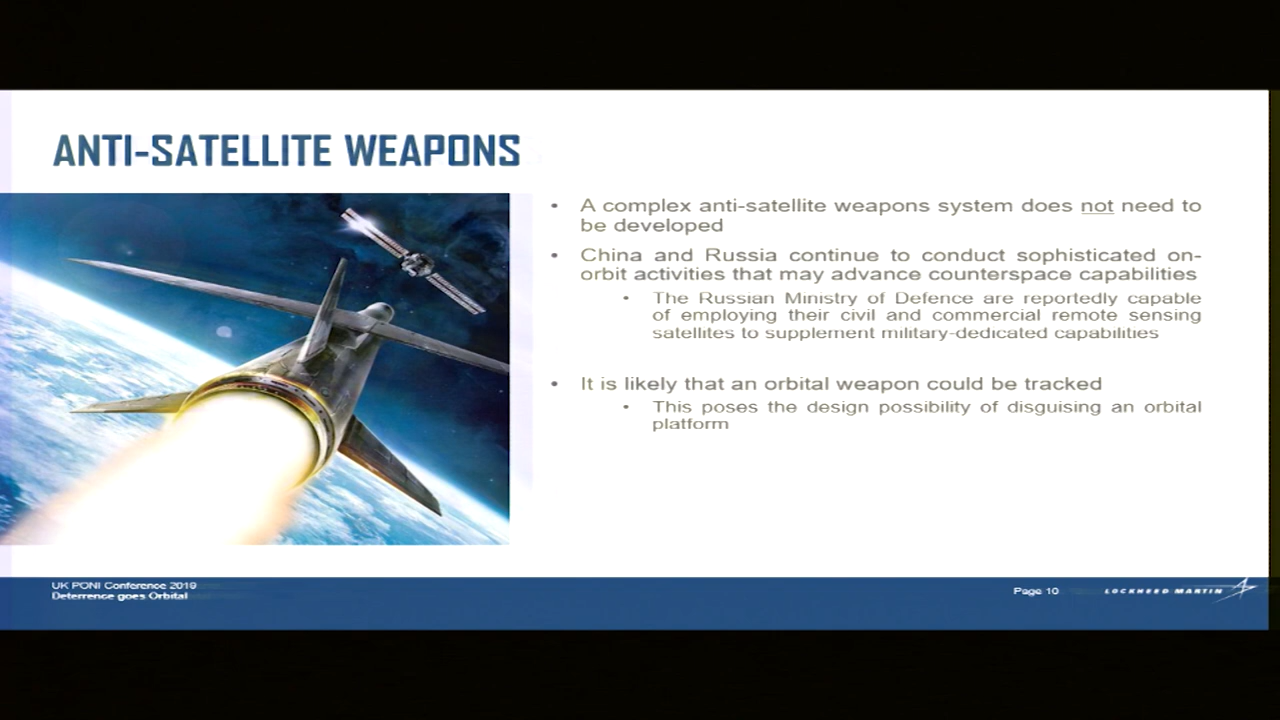 ANTI-SATELLITE WEAPONS
• A complex anti-satellite weapons system does not need to
be developed
• China and Russia continue to conduct sophisticated on-
orbit activities that may advance counterspace capabilities
• The Russian Ministry of Defence are reportedly capable
of employing their civil and commercial remote sensing
satellites to supplement military-dedicated capabilities
• It is likely that an orbital weapon could be tracked
• This poses the design possibility of disguising an orbital
platform
UK PONI Conference 2019
Deterrence goes Orbital
Page 10
LOCKHEED MARTIN